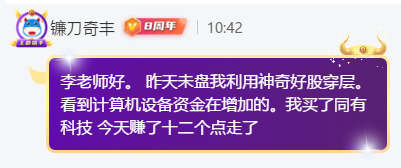 镰刀奇丰 8周年 10:42
李老师好。 昨天未盘我利用神奇好股穿层。
看到计算机设备资金在增加的。我买了同有
科技 今天赚了十二个点走了